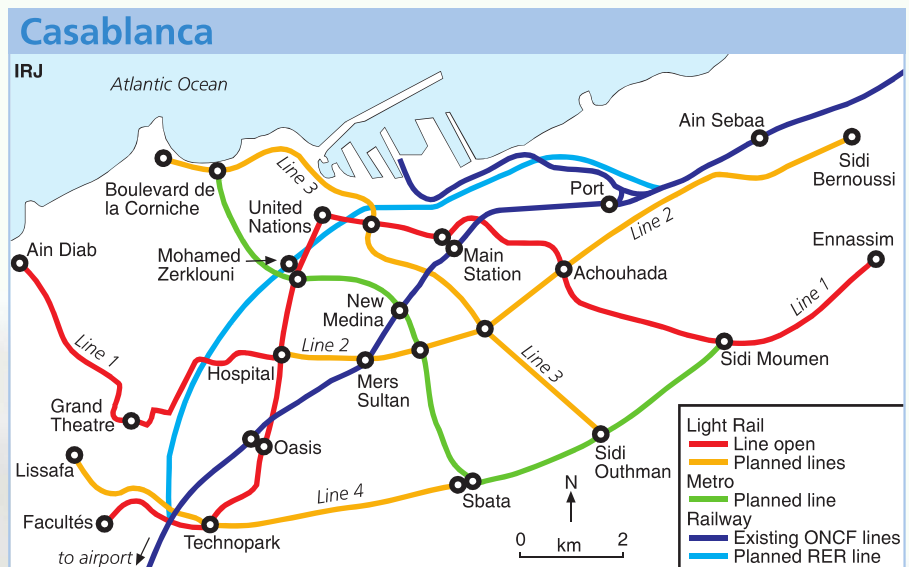 Casablanca
IRJ
Atlantic Ocean
Ain Sebaa
Sidi
Bernoussi
Line 3
Boulevard de
la Corniche
Port
United
Nations
Line 2
Ain Diab
Mohamed
Zerklouni
Main
Station
Ennassim
Achouhada
New
Medina
Line 1
Line 1
Line 2
Hospital
Mers
Sultan
Line 3
Sidi Moumen
Grand
Theatre
Oasis
Lissafa
Sidi
Outhman
Line 4
Sbata
Facultés
Technopark
to airport
N
0
2
km
Light Rail
Line open
Planned lines
Metro
Planned line
Railway
Existing ONCF lines
Planned RER line